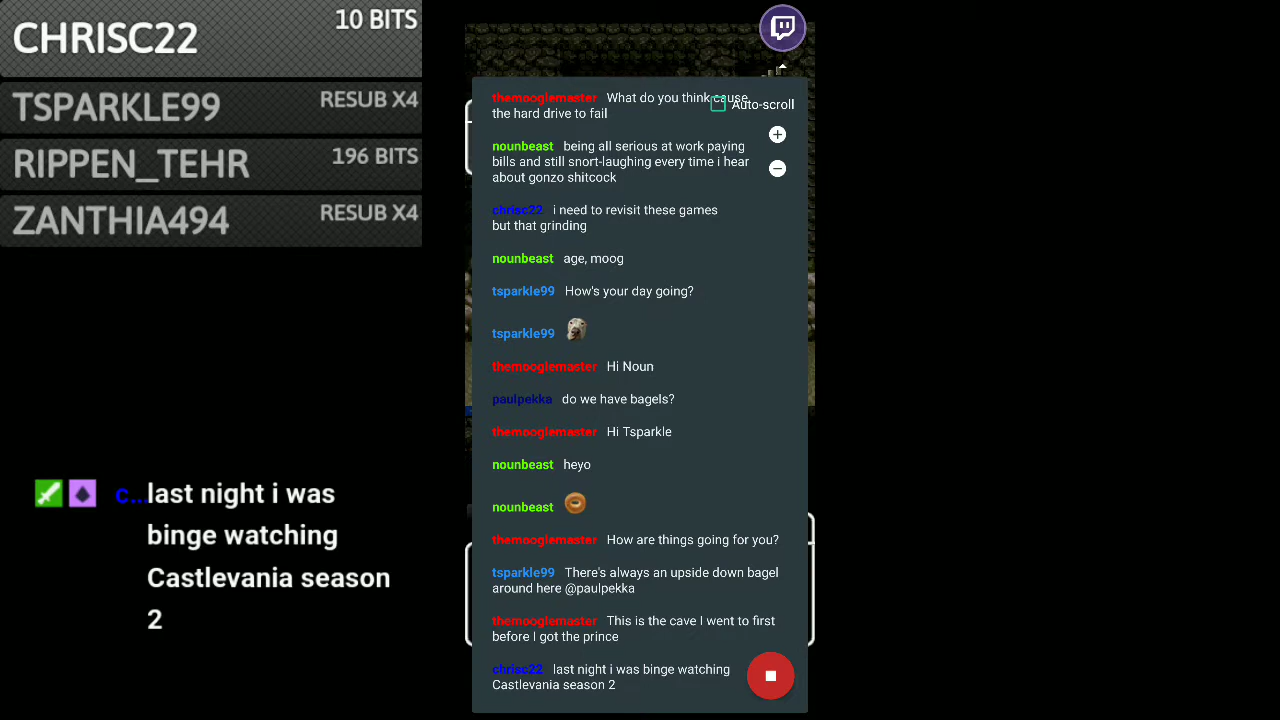 CHRISC22
10 BITS
TSPARKLE99
RESUB X4
RIPPEN_TEHR
196 BITS
ZANTHIA494
RESUB X4
c...last night i was
binge watching
Castlevania season
2
themooglemaster What do you think cause
the hard drive to fail
Auto-scroll
nounbeast being all serious at work paying
bills and still snort-laughing every time i hear
about gonzo shitcock
chrisc22 i need to revisit these games
but that grinding
nounbeast age, moog
tsparkle99 How's your day going?
tsparkle99
themooglemaster Hi Noun
paulpekka do we have bagels?
themooglemaster Hi Tsparkle
nounbeast heyo
nounbeast
themooglemaster How are things going for you?
tsparkle99 There's always an upside down bagel
around here @paulpekka
themooglemaster This is the cave I went to first
before I got the prince
chrisc22 last night i was binge watching
Castlevania season 2